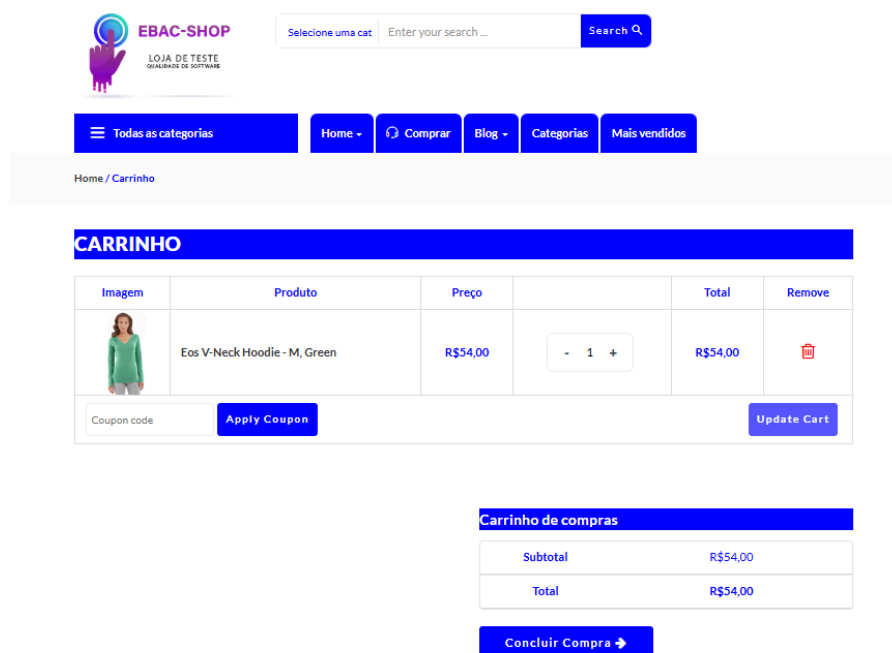 EBAC-SHOP
LOJA DE TESTE
QUALIDADE DE SOFTWARE
Selecione uma cat
Enter your search ...
Search
Todas as categorias
Home
Comprar
Blog
Categorias
Mais vendidos
Home / Carrinho
CARRINHO
Imagem Produto Preço Total Remove
Eos V-Neck Hoodie - M, Green R$54,00 - 1 + R$54,00
Coupon code Apply Coupon Update Cart
Carrinho de compras
Subtotal R$54,00
Total R$54,00
Concluir Compra